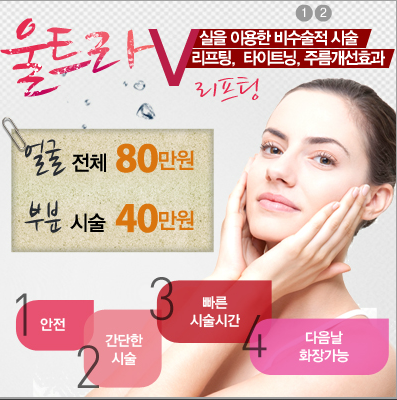 1 2
울트라V
리프팅
실을 이용한 비수술적 시술
리프팅, 타이트닝, 주름개선효과
얼굴 전체 80만원
부분 시술 40만원
1 안전
2 간단한
시술
3 빠른
시술시간
4 다음날
화장가능